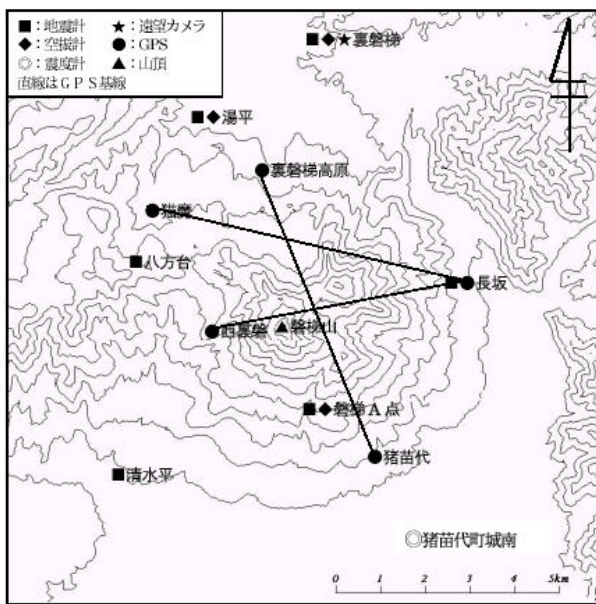 ■：地震計 ★：遠望カメラ
◆：空振計 ●：GPS
◎：震度計 ▲：山頂
直線はＧＰＳ基線
裏磐梯
湯平
裏磐梯高原
猫魔
八方台
長坂
西裏磐
磐梯山
磐梯Ａ点
猪苗代
清水平
猪苗代町城南
0 1 2 3 4 5km